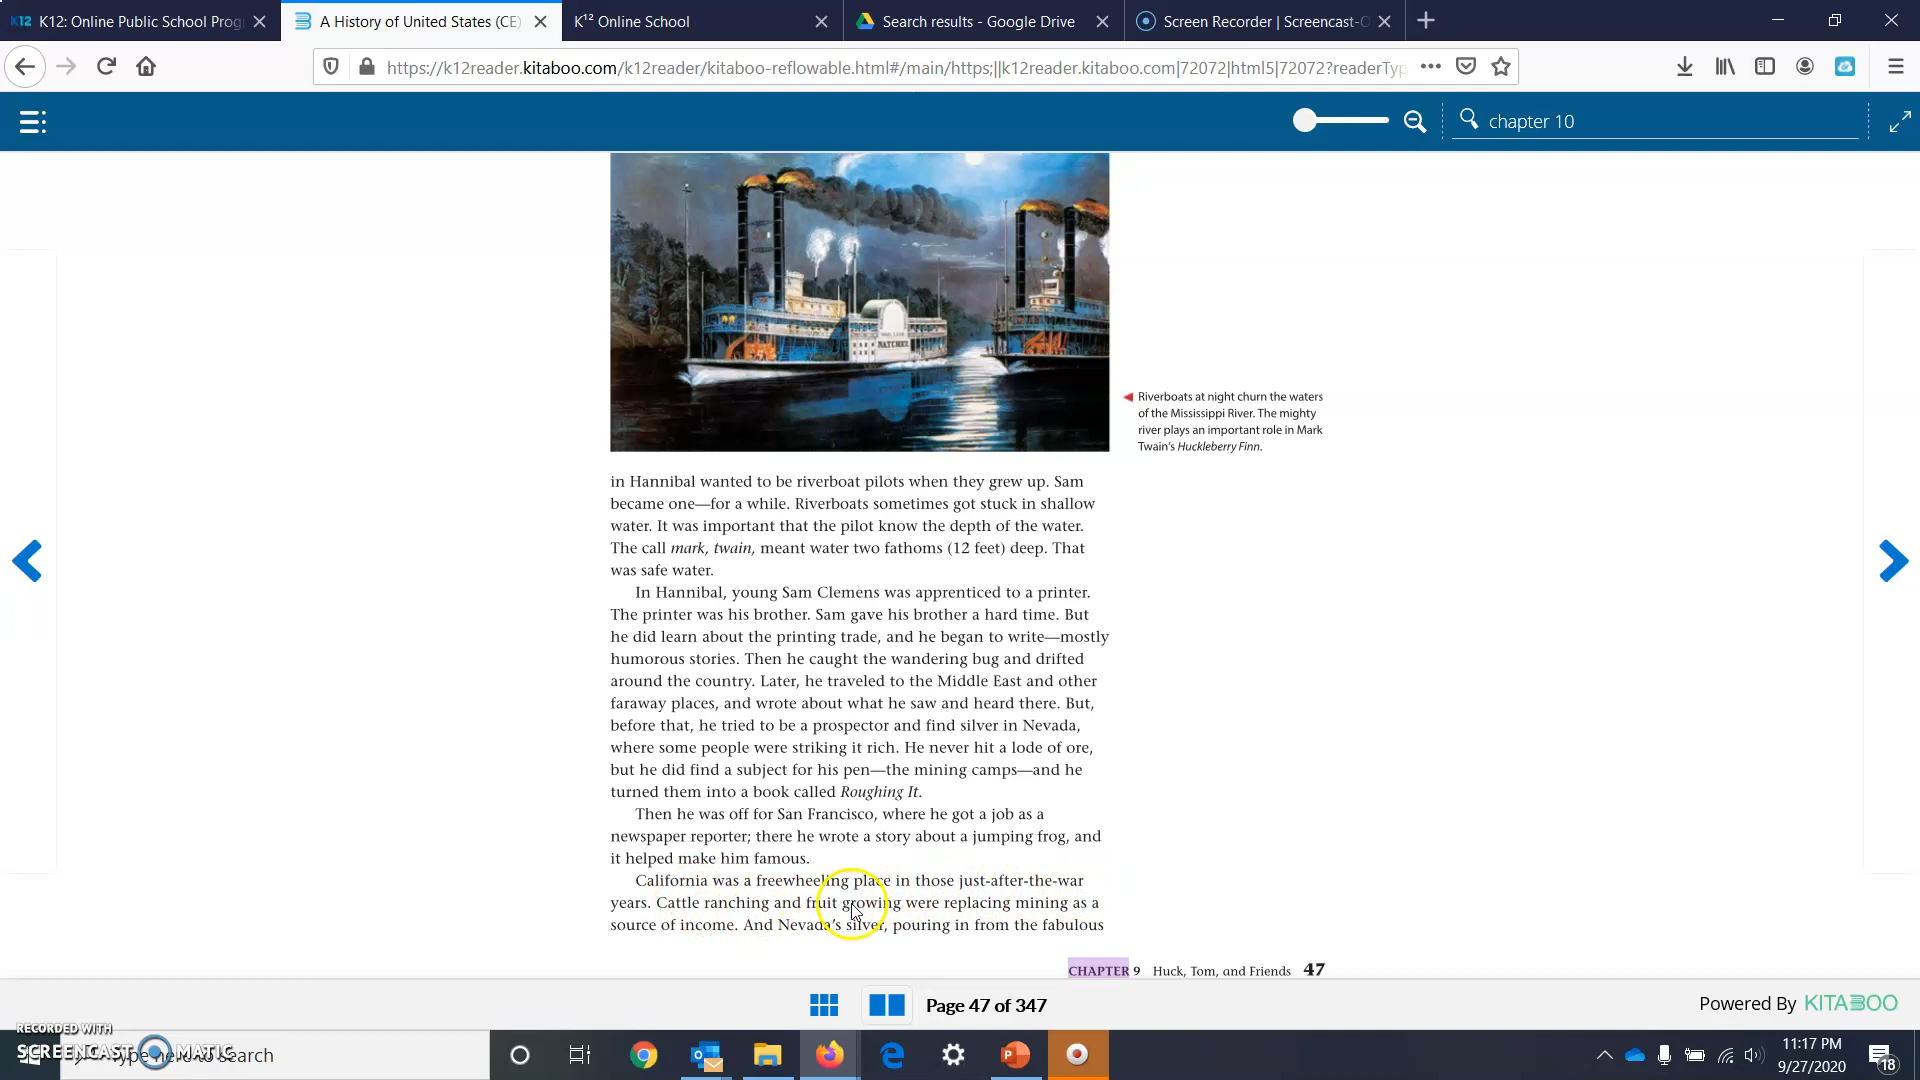 K12: Online Public School Prog
A History of United States (CE)
K¹² Online School
Search results - Google Drive
Screen Recorder | Screencast-O
https://k12reader.kitaboo.com/k12reader/kitaboo-reflowable.html#/main/https;||k12reader.kitaboo.com|72072|html5|72072?readerTyp
chapter 10
NATCHEZ
Riverboats at night churn the waters
of the Mississippi River. The mighty
river plays an important role in Mark
Twain's Huckleberry Finn.
in Hannibal wanted to be riverboat pilots when they grew up. Sam
became one—for a while. Riverboats sometimes got stuck in shallow
water. It was important that the pilot know the depth of the water.
The call mark, twain, meant water two fathoms (12 feet) deep. That
was safe water.
In Hannibal, young Sam Clemens was apprenticed to a printer.
The printer was his brother. Sam gave his brother a hard time. But
he did learn about the printing trade, and he began to write—mostly
humorous stories. Then he caught the wandering bug and drifted
around the country. Later, he traveled to the Middle East and other
faraway places, and wrote about what he saw and heard there. But,
before that, he tried to be a prospector and find silver in Nevada,
where some people were striking it rich. He never hit a lode of ore,
but he did find a subject for his pen—the mining camps—and he
turned them into a book called Roughing It.
Then he was off for San Francisco, where he got a job as a
newspaper reporter; there he wrote a story about a jumping frog, and
it helped make him famous.
California was a freewheeling place in those just-after-the-war
years. Cattle ranching and fruit growing were replacing mining as a
source of income. And Nevada's silver, pouring in from the fabulous
CHAPTER 9 Huck, Tom, and Friends 47
Page 47 of 347
Powered By KITABOO
RECORDED WITH
SCREENCAST MATIC
Type here to search
11:17 PM
9/27/2020
18